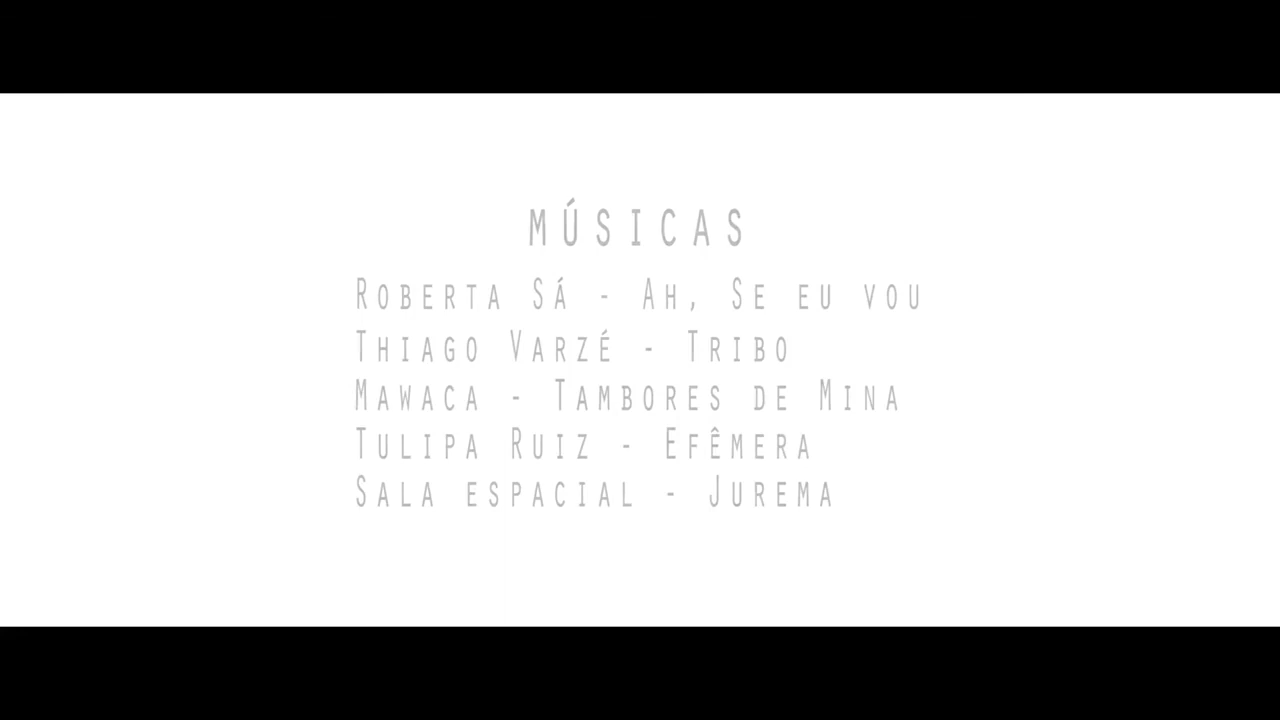 MÚSICAS
ROBERTA SÁ - AH, SE EU VOU
THIAGO VARZÉ - TRIBO
MAWACA - TAMBORES DE MINA
TULIPA RUIZ - EFÊMERA
SALA ESPACIAL - JUREMA